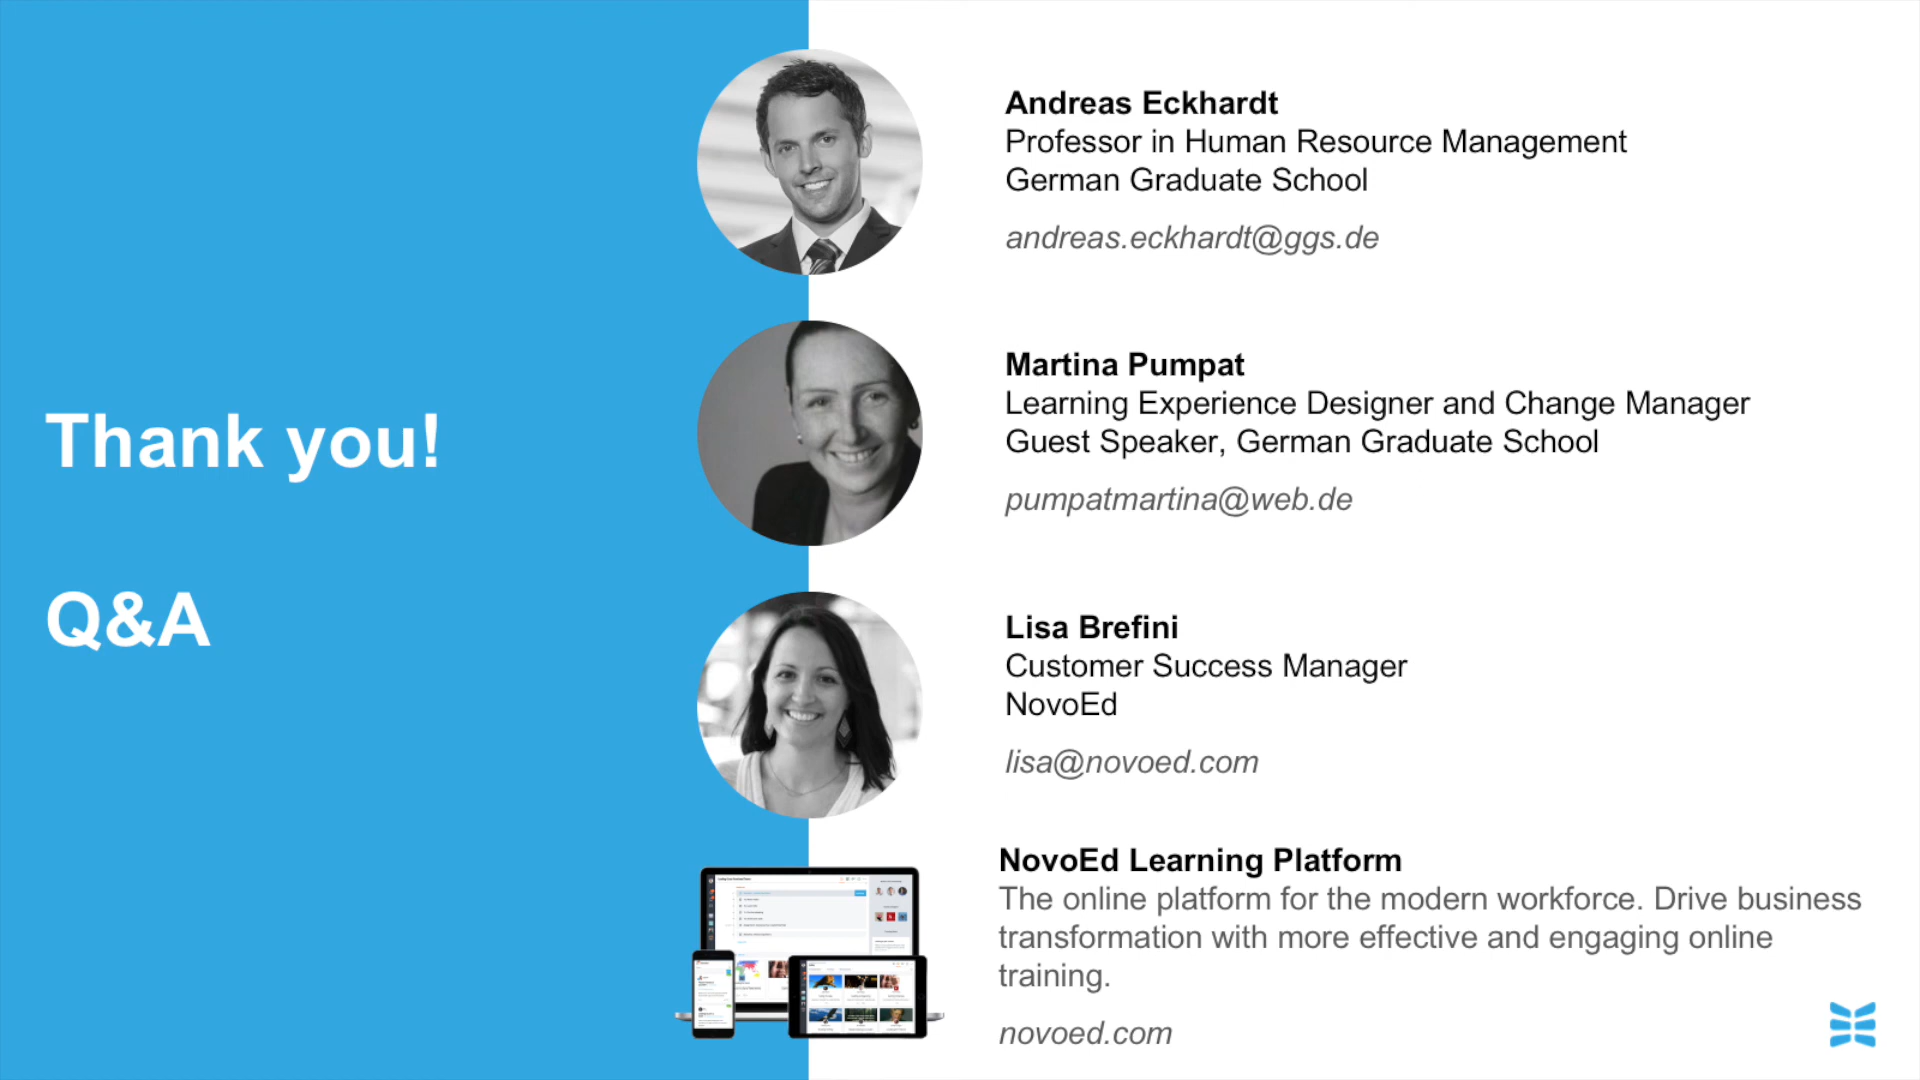 Thank you!
Q&A
Andreas Eckhardt
Professor in Human Resource Management
German Graduate School
andreas.eckhardt@ggs.de
Martina Pumpat
Learning Experience Designer and Change Manager
Guest Speaker, German Graduate School
pumpatmartina@web.de
Lisa Brefini
Customer Success Manager
NovoEd
lisa@novoed.com
NovoEd Learning Platform
The online platform for the modern workforce. Drive business
transformation with more effective and engaging online
training.
novoed.com